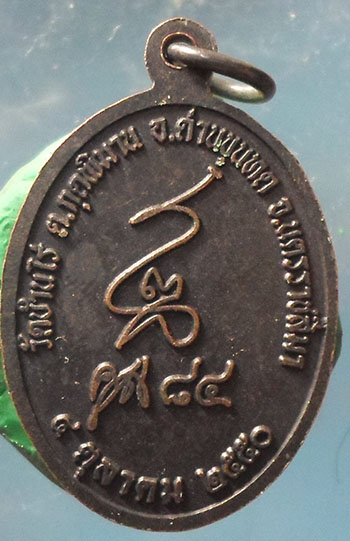 วัดบ้านไร่ ต.กุดพิมาน อ.ด่านขุนทด จ.นครราชสีมา
๘๔
๔ ตุลาคม ๒๕๕๐